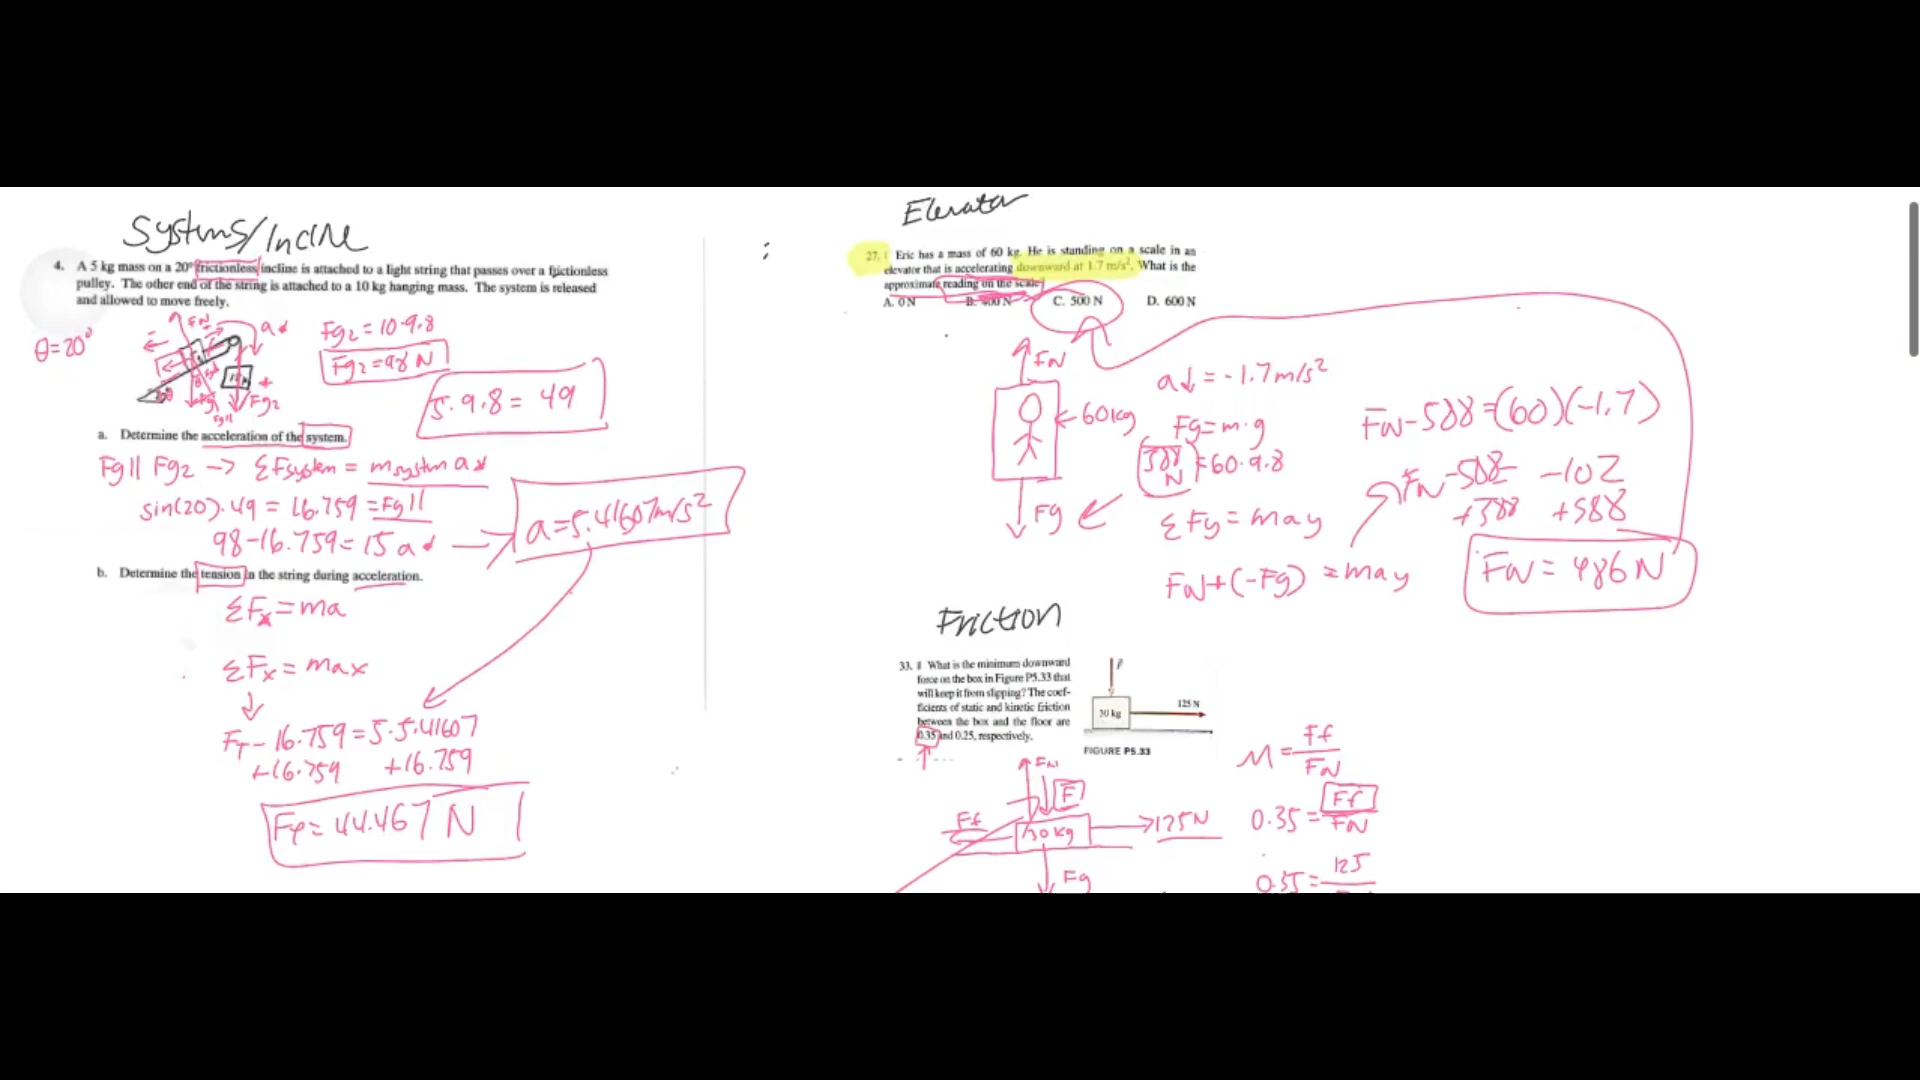 Systems/Incline
4. A 5 kg mass on a 20° frictionless incline is attached to a light string that passes over a frictionless
pulley. The other end of the string is attached to a 10 kg hanging mass. The system is released
and allowed to move freely.
θ=20°
FN
a
Fg2
Fg||
Fg2 = 10·9.8
Fg2 = 98 N
5·9.8 = 49
a. Determine the acceleration of the system.
Fg|| Fg2 -> ΣFsystem = msystem a
sin(20)·49 = 16.759 = Fg||
98-16.759 = 15a
a=5.41607m/s²
b. Determine the tension in the string during acceleration.
ΣFx=ma
ΣFx = max
FT - 16.759 = 5·5.41607
+16.759 +16.759
FT = 44.467 N
Elevator
27. | Eric has a mass of 60 kg. He is standing on a scale in an
elevator that is accelerating downward at 1.7 m/s². What is the
approximate reading on the scale?
A. 0 N B. 400 N C. 500 N D. 600 N
FN
60kg
Fg
a↓ = -1.7m/s²
Fg=m·g
588 N = 60·9.8
ΣFy = may
FN+(-Fg) = may
FN-588=(60)(-1.7)
FN-588= -102
+588 +588
FN = 486 N
Friction
33. || What is the minimum downward
force on the box in Figure P5.33 that
will keep it from slipping? The coef-
ficients of static and kinetic friction
between the box and the floor are
0.35 and 0.25, respectively.
F
30 kg
125 N
FIGURE P5.33
FN
F
Ff
30kg
125N
Fg
M = Ff/FN
0.35 = Ff/FN
0.35 = 125